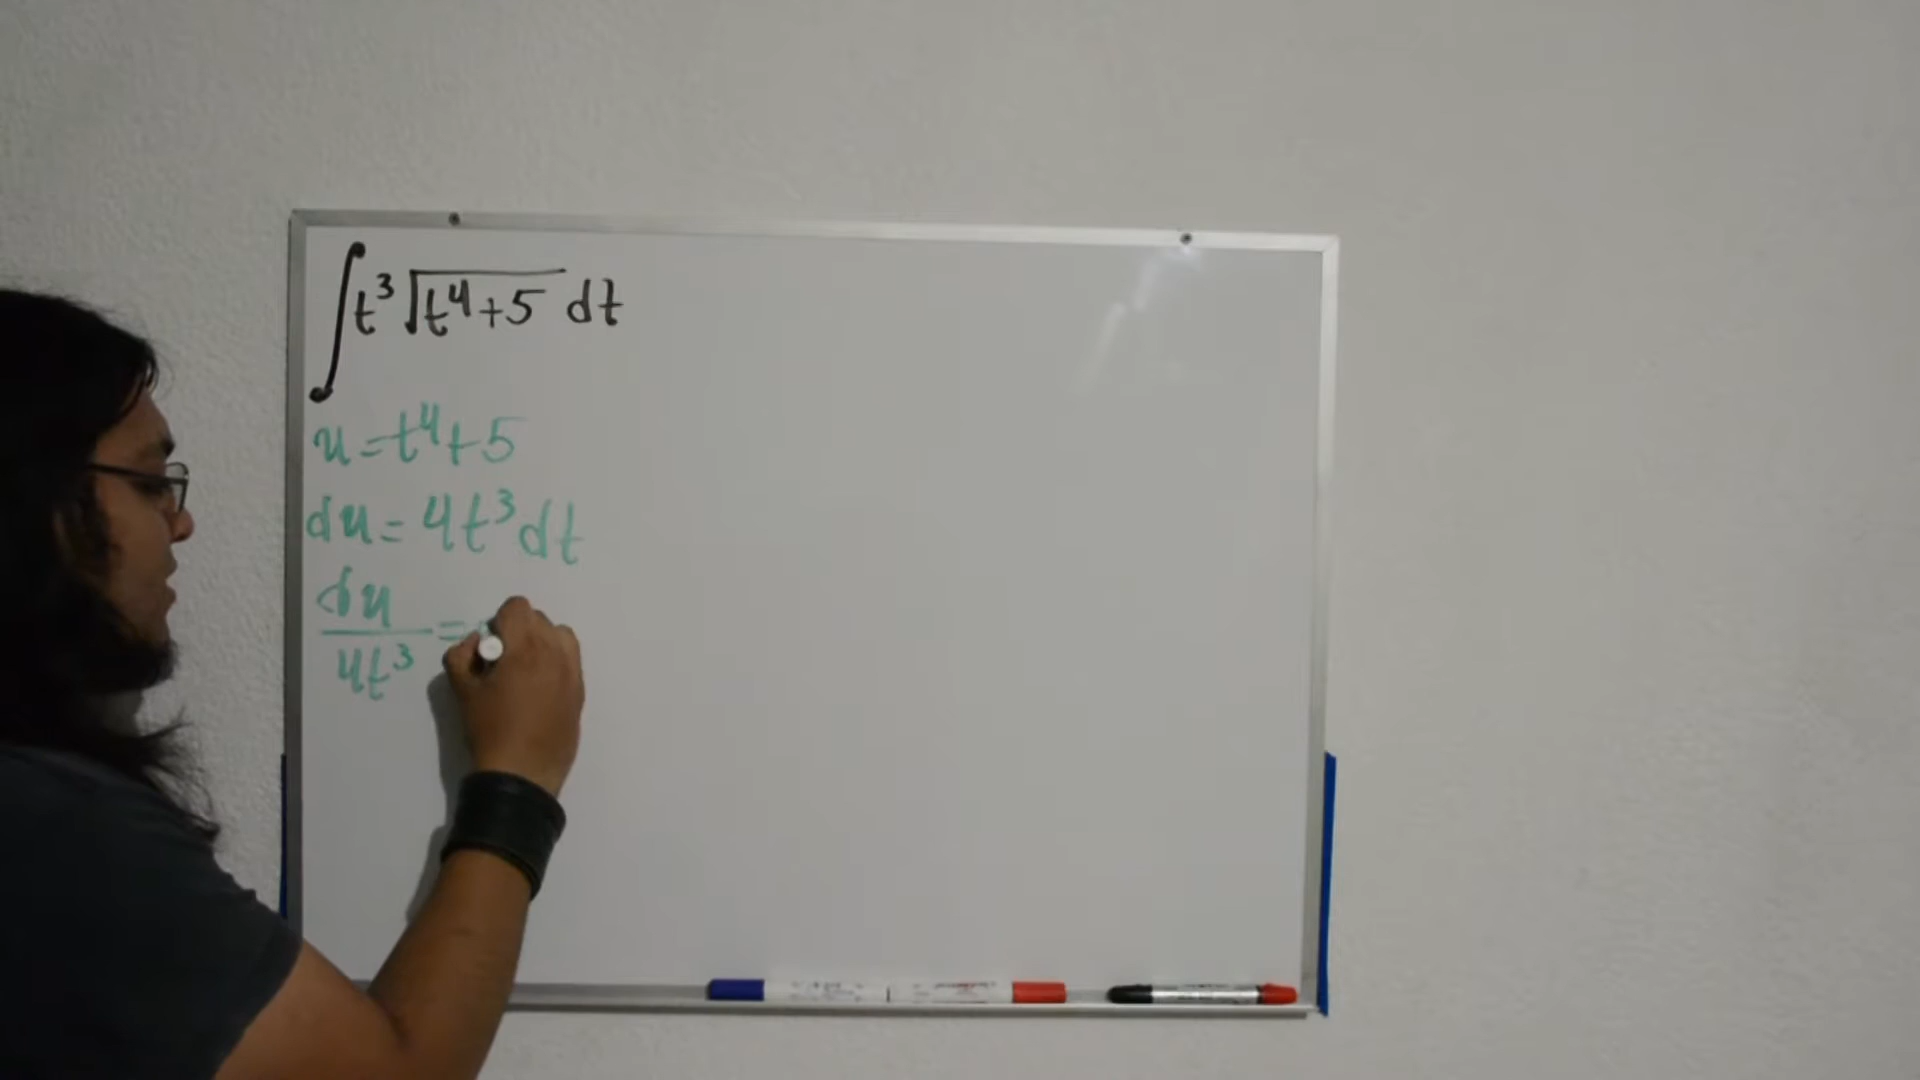 ∫t³√(t⁴+5) dt
u=t⁴+5
du=4t³dt
du/4t³=